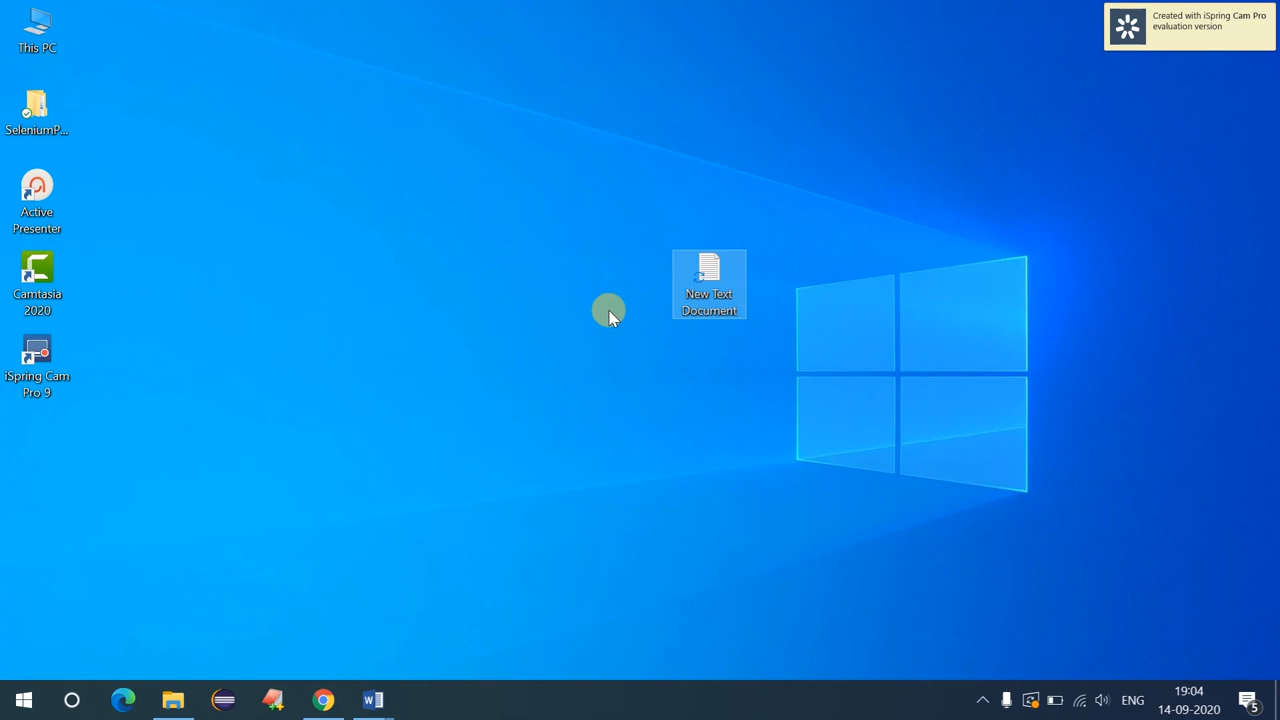 This PC
SeleniumP...
Active
Presenter
Camtasia
2020
iSpring Cam
Pro 9
New Text
Document
Created with iSpring Cam Pro
evaluation version
ENG
19:04
14-09-2020
5